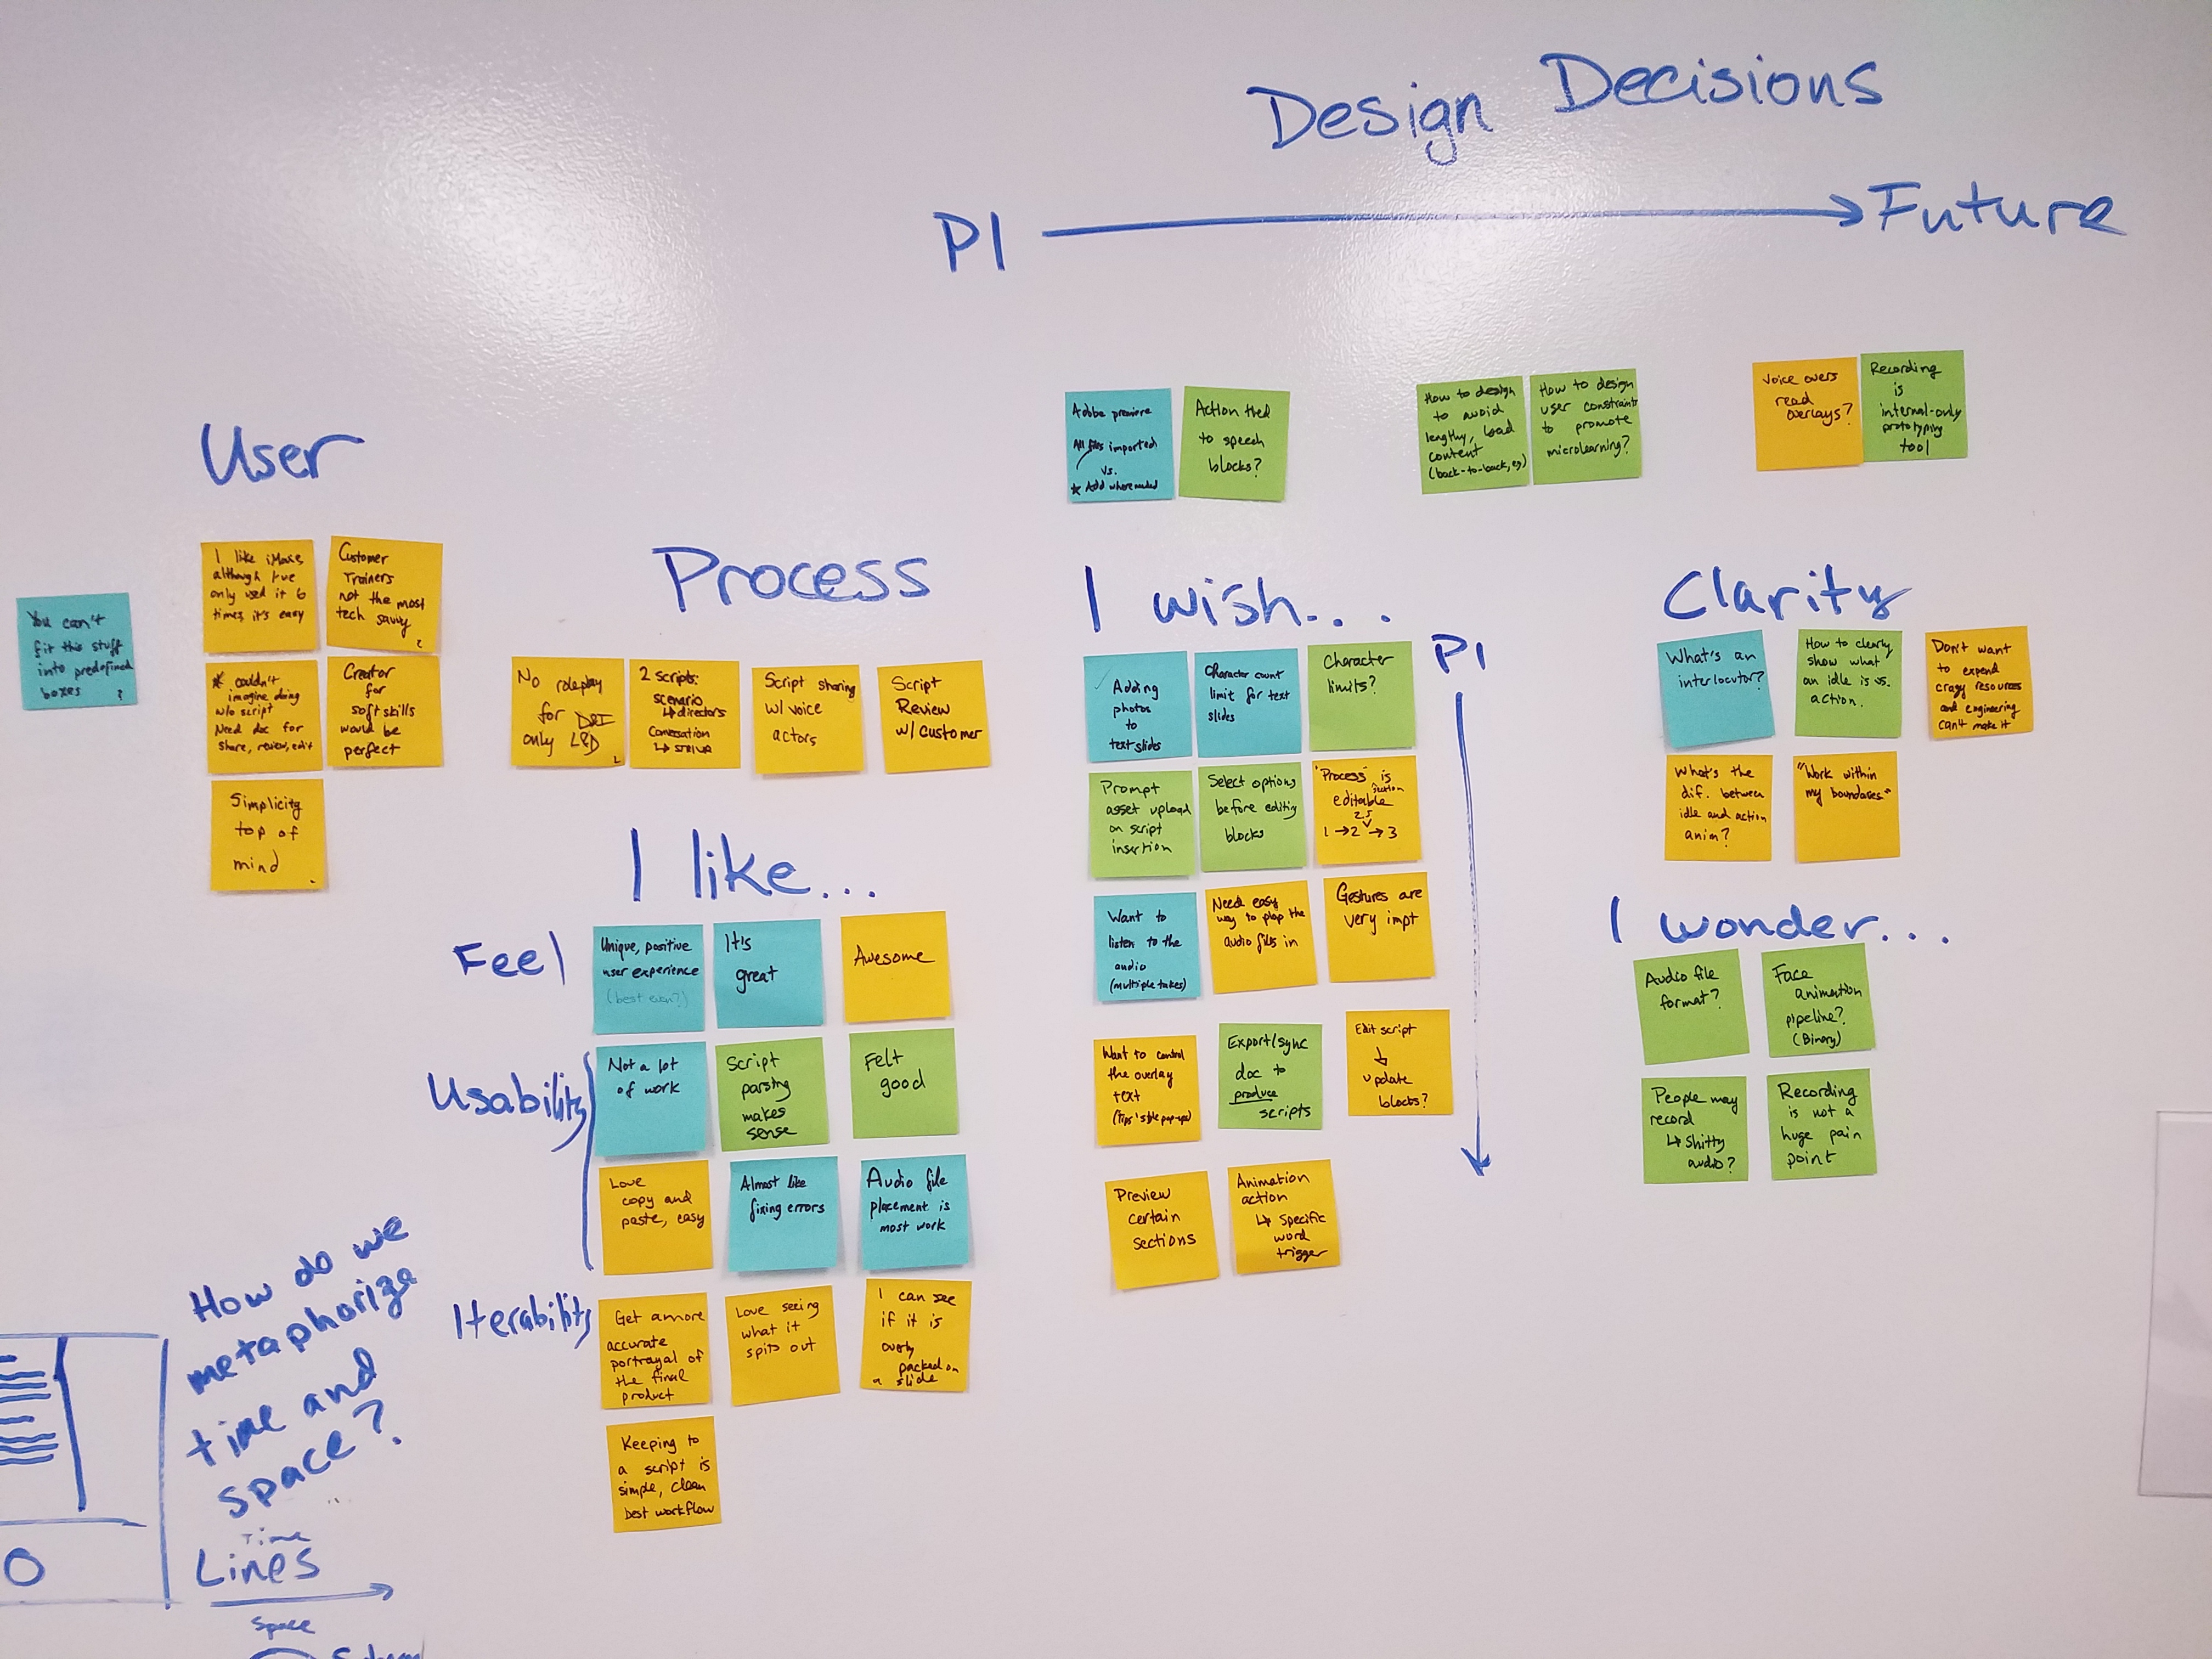 Design Decisions
P1
Future
Adobe premiere
All files imported
vs.
* Add where needed
Action tied
to speech
blocks?
How to design
to avoid
lengthy, load
content
(back-to-back, eg)
How to design
user constraints
to promote
microlearning?
Voice overs
read
overlays?
Recording
is
internal-only
prototyping
tool
User
You can't
fit this stuff
into predefined
boxes
I like iMovie
although I've
only used it 6
times, it's easy
Customer
Trainers
not the most
tech savvy
* couldn't
imagine doing
w/o script
Need doc for
share, review, edit
Creator
for
soft skills
would be
perfect
Simplicity
top of
mind
Process
No roleplay
for DRI
only L&D
2 scripts:
scenario
↳ directors
Conversation
↳
Script sharing
w/ voice
actors
Script
Review
w/ customer
I like...
Feel
Unique, positive
user experience
(best ever?)
It's
great
Awesome
Usability
Not a lot
of work
Script
parsing
makes
sense
Felt
good
Love
copy and
paste, easy
Almost like
fixing errors
Audio file
placement is
most work
Iterability
Get a more
accurate
portrayal of
the final
product
Love seeing
what it
spits out
I can see
if it is
overly
packed on
a slide
Keeping to
a script is
simple, clean
best workflow
I wish...
P1
Adding
photos
to
text slides
Character count
limit for text
slides
Character
limits?
Prompt
asset upload
on script
insertion
Select options
before editing
blocks
"Process" is
section
editable
2.5
1 → 2 → 3
Want to
listen to the
audio
(multiple takes)
Need easy
way to plop the
audio files in
Gestures are
very impt
Want to control
the overlay
text
(Tips' style pop-ups)
Export/sync
doc to
produce
scripts
Edit script
↓
update
blocks?
Preview
certain
sections
Animation
action
↳ specific
word
trigger
Clarity
What's an
interlocutor?
How to clearly
show what
an idle is vs.
action.
Don't want
to expend
crazy resources
and engineering
can't make it
What's the
dif. between
idle and action
anim?
"Work within
my boundaries"
I wonder...
Audio file
format?
Face
animation
pipeline?
(Binary)
People may
record
↳ Shitty
audio?
Recording
is not a
huge pain
point
How do we
metaphorize
time and
space?
Time
Lines
Space